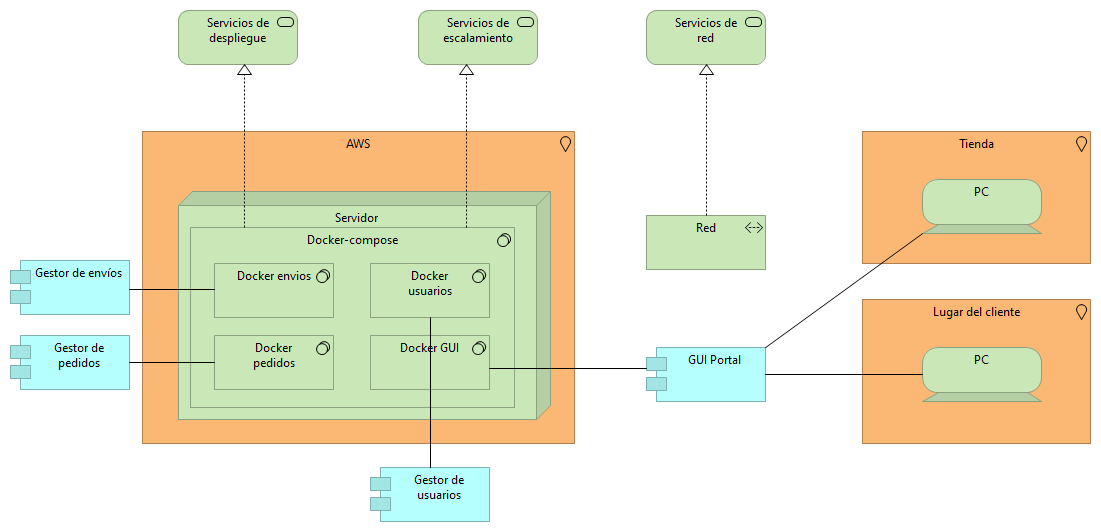 Servicios de
despliegue
Servicios de
escalamiento
Servicios de
red
AWS
Servidor
Docker-compose
Docker envios
Docker
usuarios
Docker
pedidos
Docker GUI
Gestor de envíos
Gestor de
pedidos
Gestor de
usuarios
Red
GUI Portal
Tienda
PC
Lugar del cliente
PC